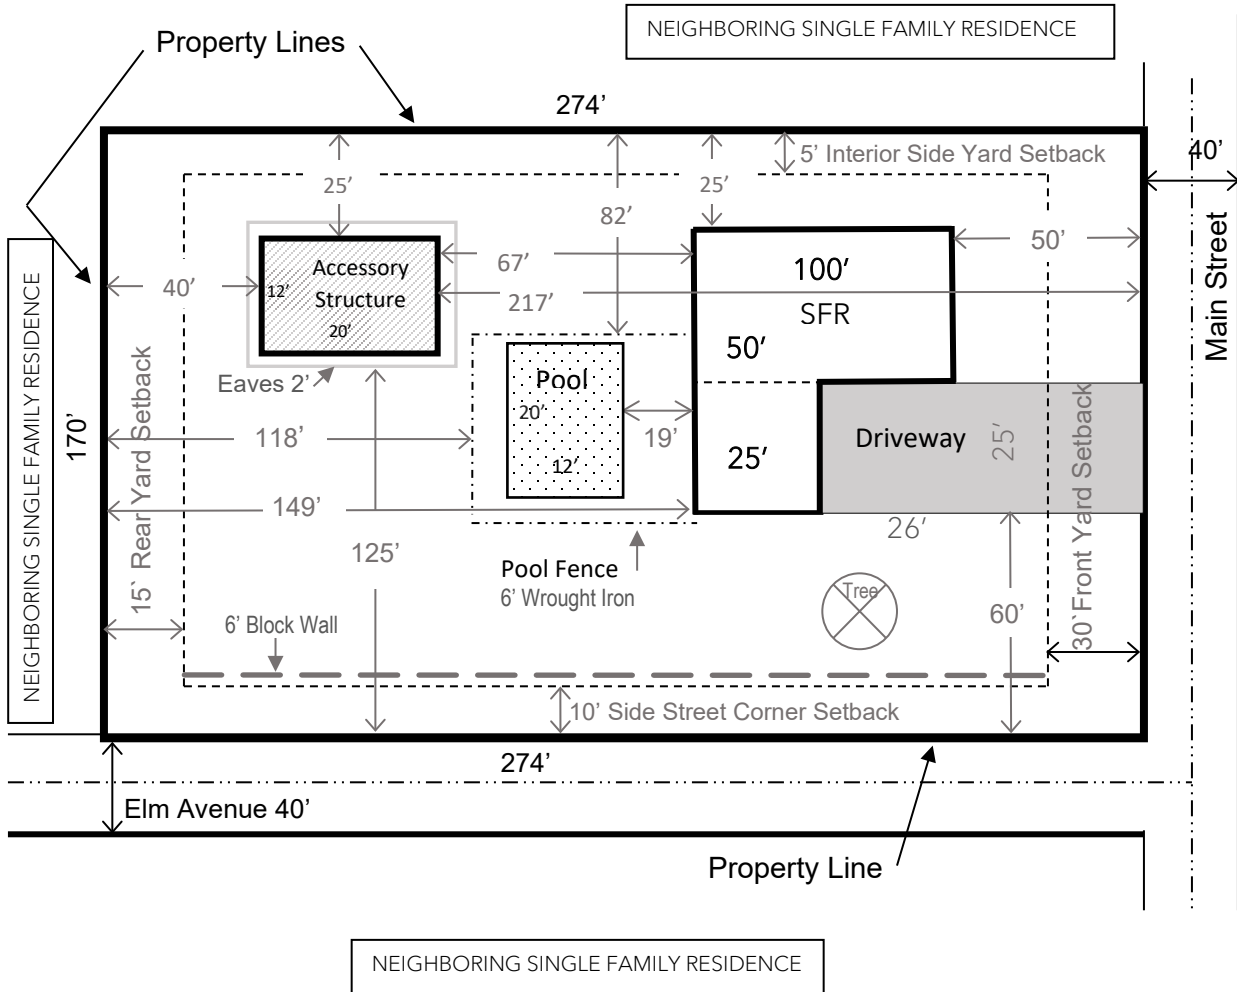 NEIGHBORING SINGLE FAMILY RESIDENCE
Property Lines
274’
5’ Interior Side Yard Setback
40’
25’
25’
82’
Main Street
50’
67’
100’
Accessory
Structure
12’
20’
40’
217’
SFR
NEIGHBORING SINGLE FAMILY RESIDENCE
50’
Eaves 2’
Pool
20’
12’
170’
15` Rear Yard Setback
118’
19’
25’
Driveway
25’
30`Front Yard Setback
149’
26’
125’
Pool Fence
6’ Wrought Iron
Tree
60’
6’ Block Wall
10’ Side Street Corner Setback
274’
Elm Avenue 40’
Property Line
NEIGHBORING SINGLE FAMILY RESIDENCE